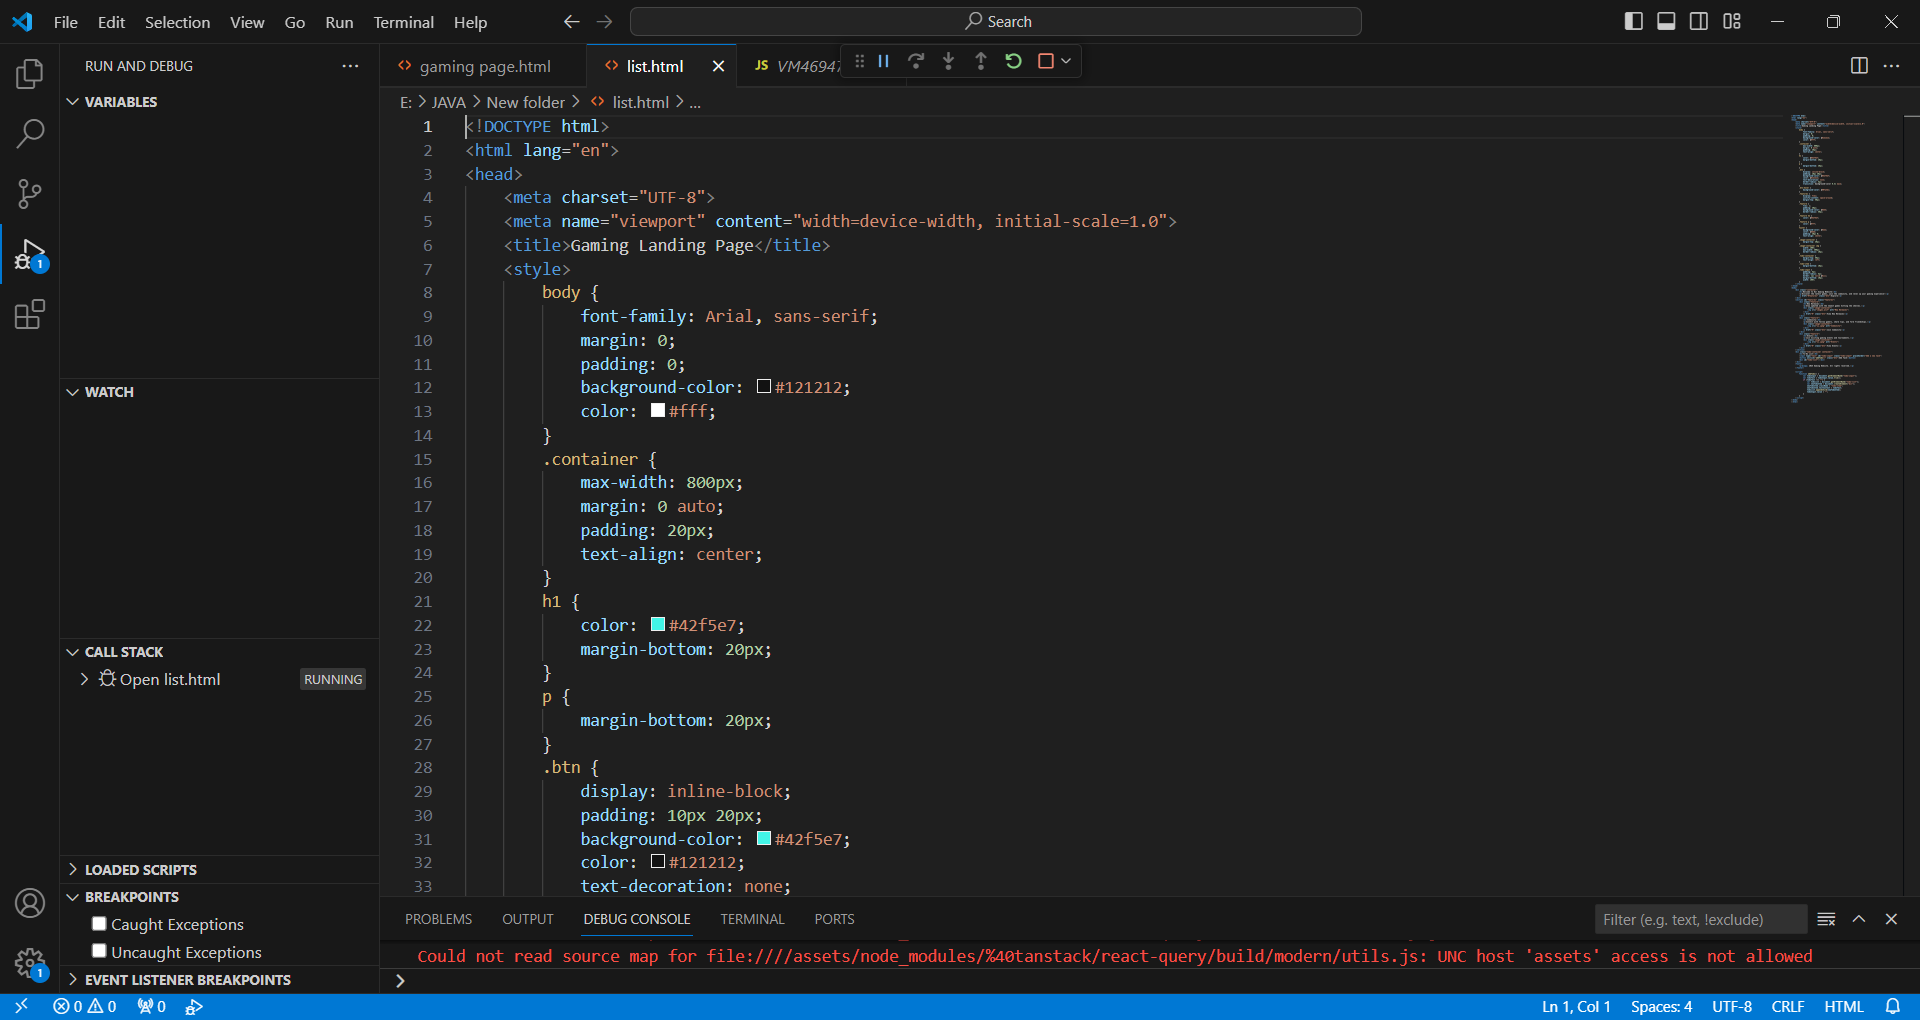 File Edit Selection View Go Run Terminal Help
Search
RUN AND DEBUG
gaming page.html
list.html
JS VM46947
VARIABLES
E: > JAVA > New folder > list.html > ...
1 <!DOCTYPE html>
2 <html lang="en">
3 <head>
4 <meta charset="UTF-8">
5 <meta name="viewport" content="width=device-width, initial-scale=1.0">
6 <title>Gaming Landing Page</title>
7 <style>
8 body {
9 font-family: Arial, sans-serif;
10 margin: 0;
11 padding: 0;
12 background-color: #121212;
13 color: #fff;
14 }
15 .container {
16 max-width: 800px;
17 margin: 0 auto;
18 padding: 20px;
19 text-align: center;
20 }
21 h1 {
22 color: #42f5e7;
23 margin-bottom: 20px;
24 }
25 p {
26 margin-bottom: 20px;
27 }
28 .btn {
29 display: inline-block;
30 padding: 10px 20px;
31 background-color: #42f5e7;
32 color: #121212;
33 text-decoration: none;
WATCH
CALL STACK
Open list.html RUNNING
LOADED SCRIPTS
BREAKPOINTS
Caught Exceptions
Uncaught Exceptions
EVENT LISTENER BREAKPOINTS
1
1
PROBLEMS OUTPUT DEBUG CONSOLE TERMINAL PORTS
Filter (e.g. text, !exclude)
Could not read source map for file:////assets/node_modules/%40tanstack/react-query/build/modern/utils.js: UNC host 'assets' access is not allowed
>
0 0 0
Ln 1, Col 1 Spaces: 4 UTF-8 CRLF HTML